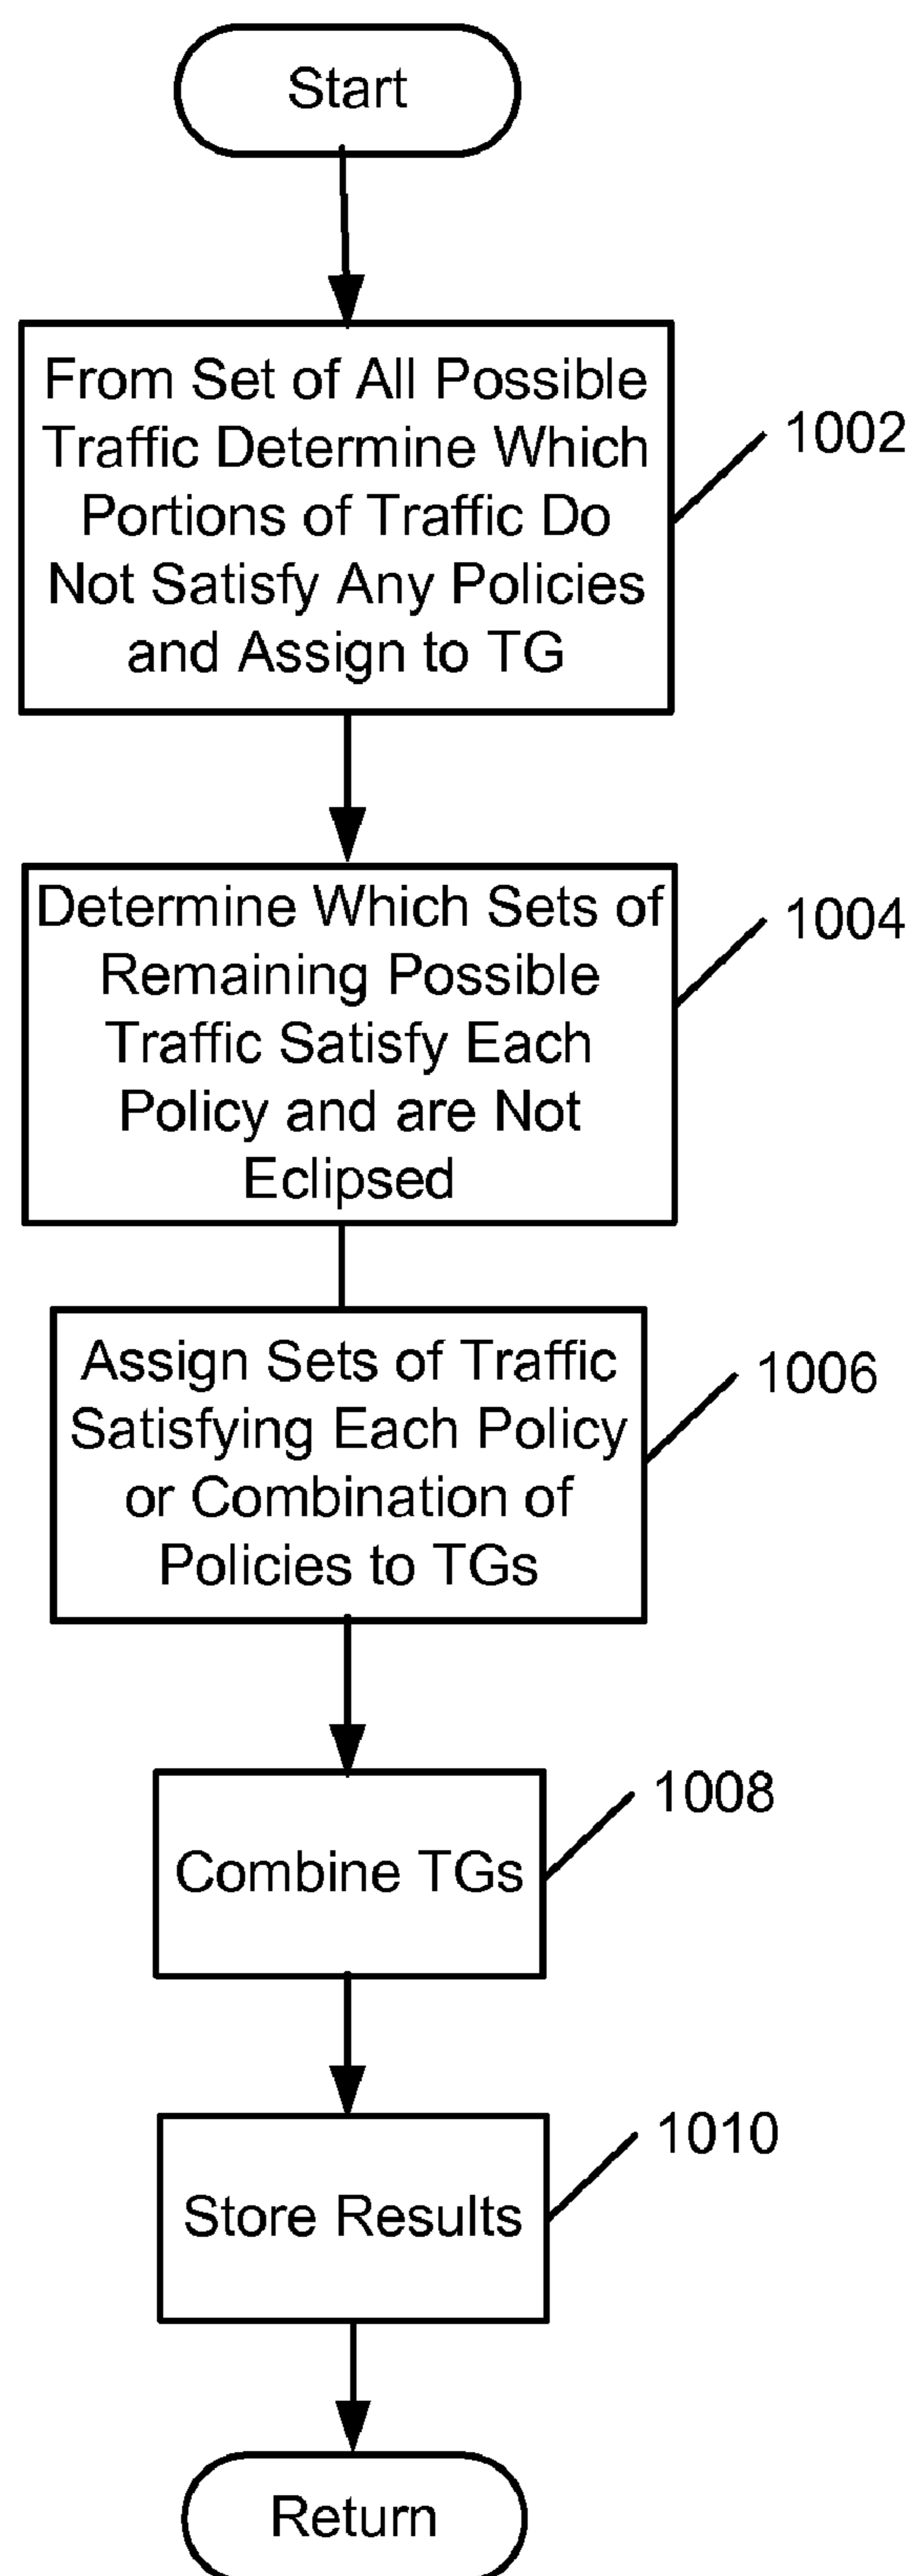 Start
From Set of All Possible
Traffic Determine Which
Portions of Traffic Do
Not Satisfy Any Policies
and Assign to TG
1002
Determine Which Sets of
Remaining Possible
Traffic Satisfy Each
Policy and are Not
Eclipsed
1004
Assign Sets of Traffic
Satisfying Each Policy
or Combination of
Policies to TGs
1006
Combine TGs
1008
Store Results
1010
Return